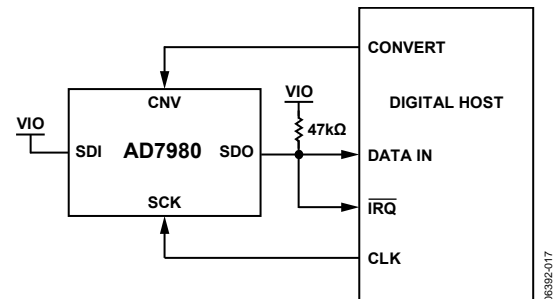 CONVERT
CNV
VIO
DIGITAL HOST
47kΩ
VIO
SDI
AD7980
SDO
DATA IN
SCK
IRQ
CLK
06392-017